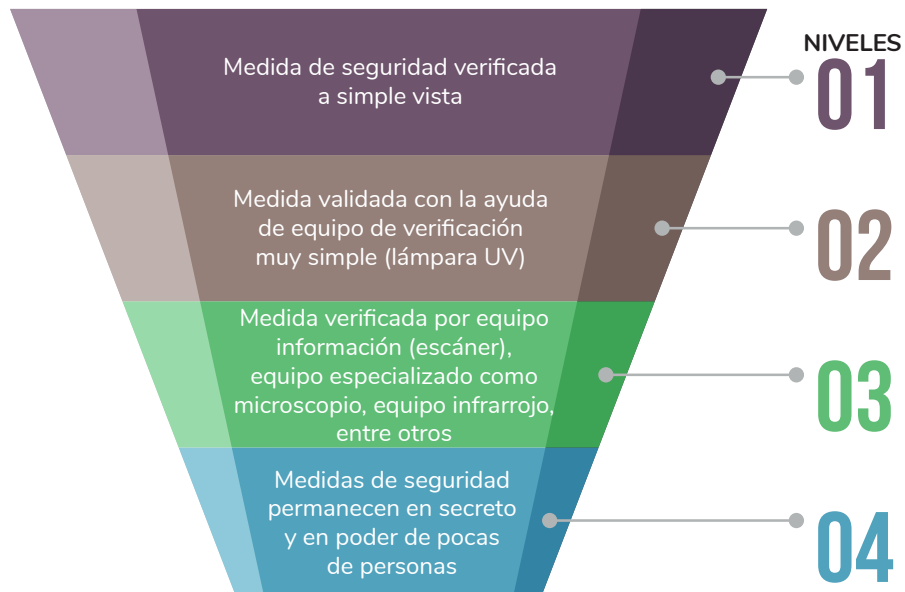 NIVELES
Medida de seguridad verificada
a simple vista
01
Medida validada con la ayuda
de equipo de verificación
muy simple (lámpara UV)
02
Medida verificada por equipo
información (escáner),
equipo especializado como
microscopio, equipo infrarrojo,
entre otros
03
Medidas de seguridad
permanecen en secreto
y en poder de pocas
de personas
04